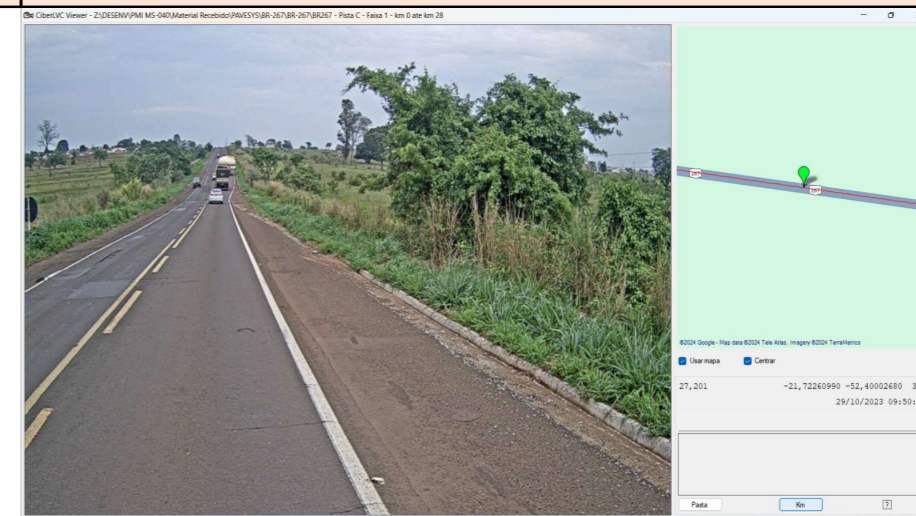 CiberLVC Viewer - Z:\DESENV\PMI MS-040\Material Recebido\PAVESYS\BR-267\BR-267\BR267 - Pista C - Faixa 1 - km 0 ate km 28
267
267
©2024 Google - Map data ©2024 Tele Atlas, Imagery ©2024 TerraMetrics
Usar mapa
Centrar
27,201 -21,72260990 -52,40002680 3
29/10/2023 09:50:
Pasta
Km
?